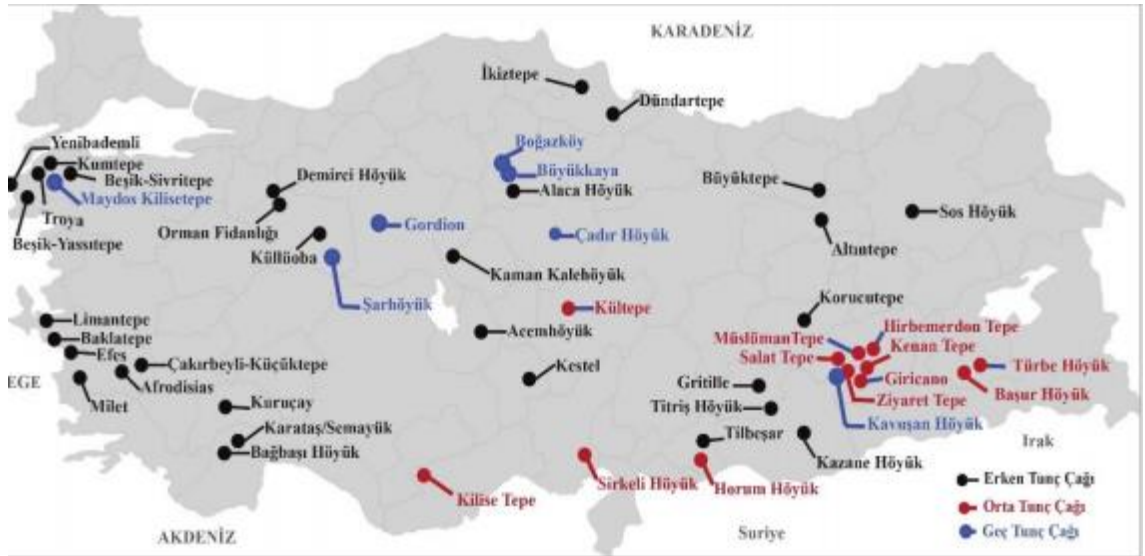 KARADENİZ
İkiztepe
Dündartepe
Boğazköy
Büyükkaya
Alaca Höyük
Yenibademli
Kumtepe
Beşik-Sivritepe
Maydos Kilisetepe
Troya
Beşik-Yassıtepe
Demirci Höyük
Orman Fidanlığı
Küllüoba
Gordion
Şarhöyük
Çadır Höyük
Kaman Kalehöyük
Büyüktepe
Sos Höyük
Altıntepe
Korucutepe
Kültepe
Acemhöyük
Kestel
Limantepe
Baklatepe
Efes
Çakırbeyli-Küçüktepe
Afrodisias
Milet
EGE
Kuruçay
Karataş/Semayük
Bağbaşı Höyük
MüslümanTepe
Hirbemerdon Tepe
Salat Tepe
Kenan Tepe
Türbe Höyük
Giricano
Başur Höyük
Ziyaret Tepe
Kavuşan Höyük
Gritille
Titriş Höyük
Tilbeşar
Kazane Höyük
Kilise Tepe
Sirkeli Höyük
Horum Höyük
Irak
Suriye
AKDENİZ
Erken Tunç Çağı
Orta Tunç Çağı
Geç Tunç Çağı